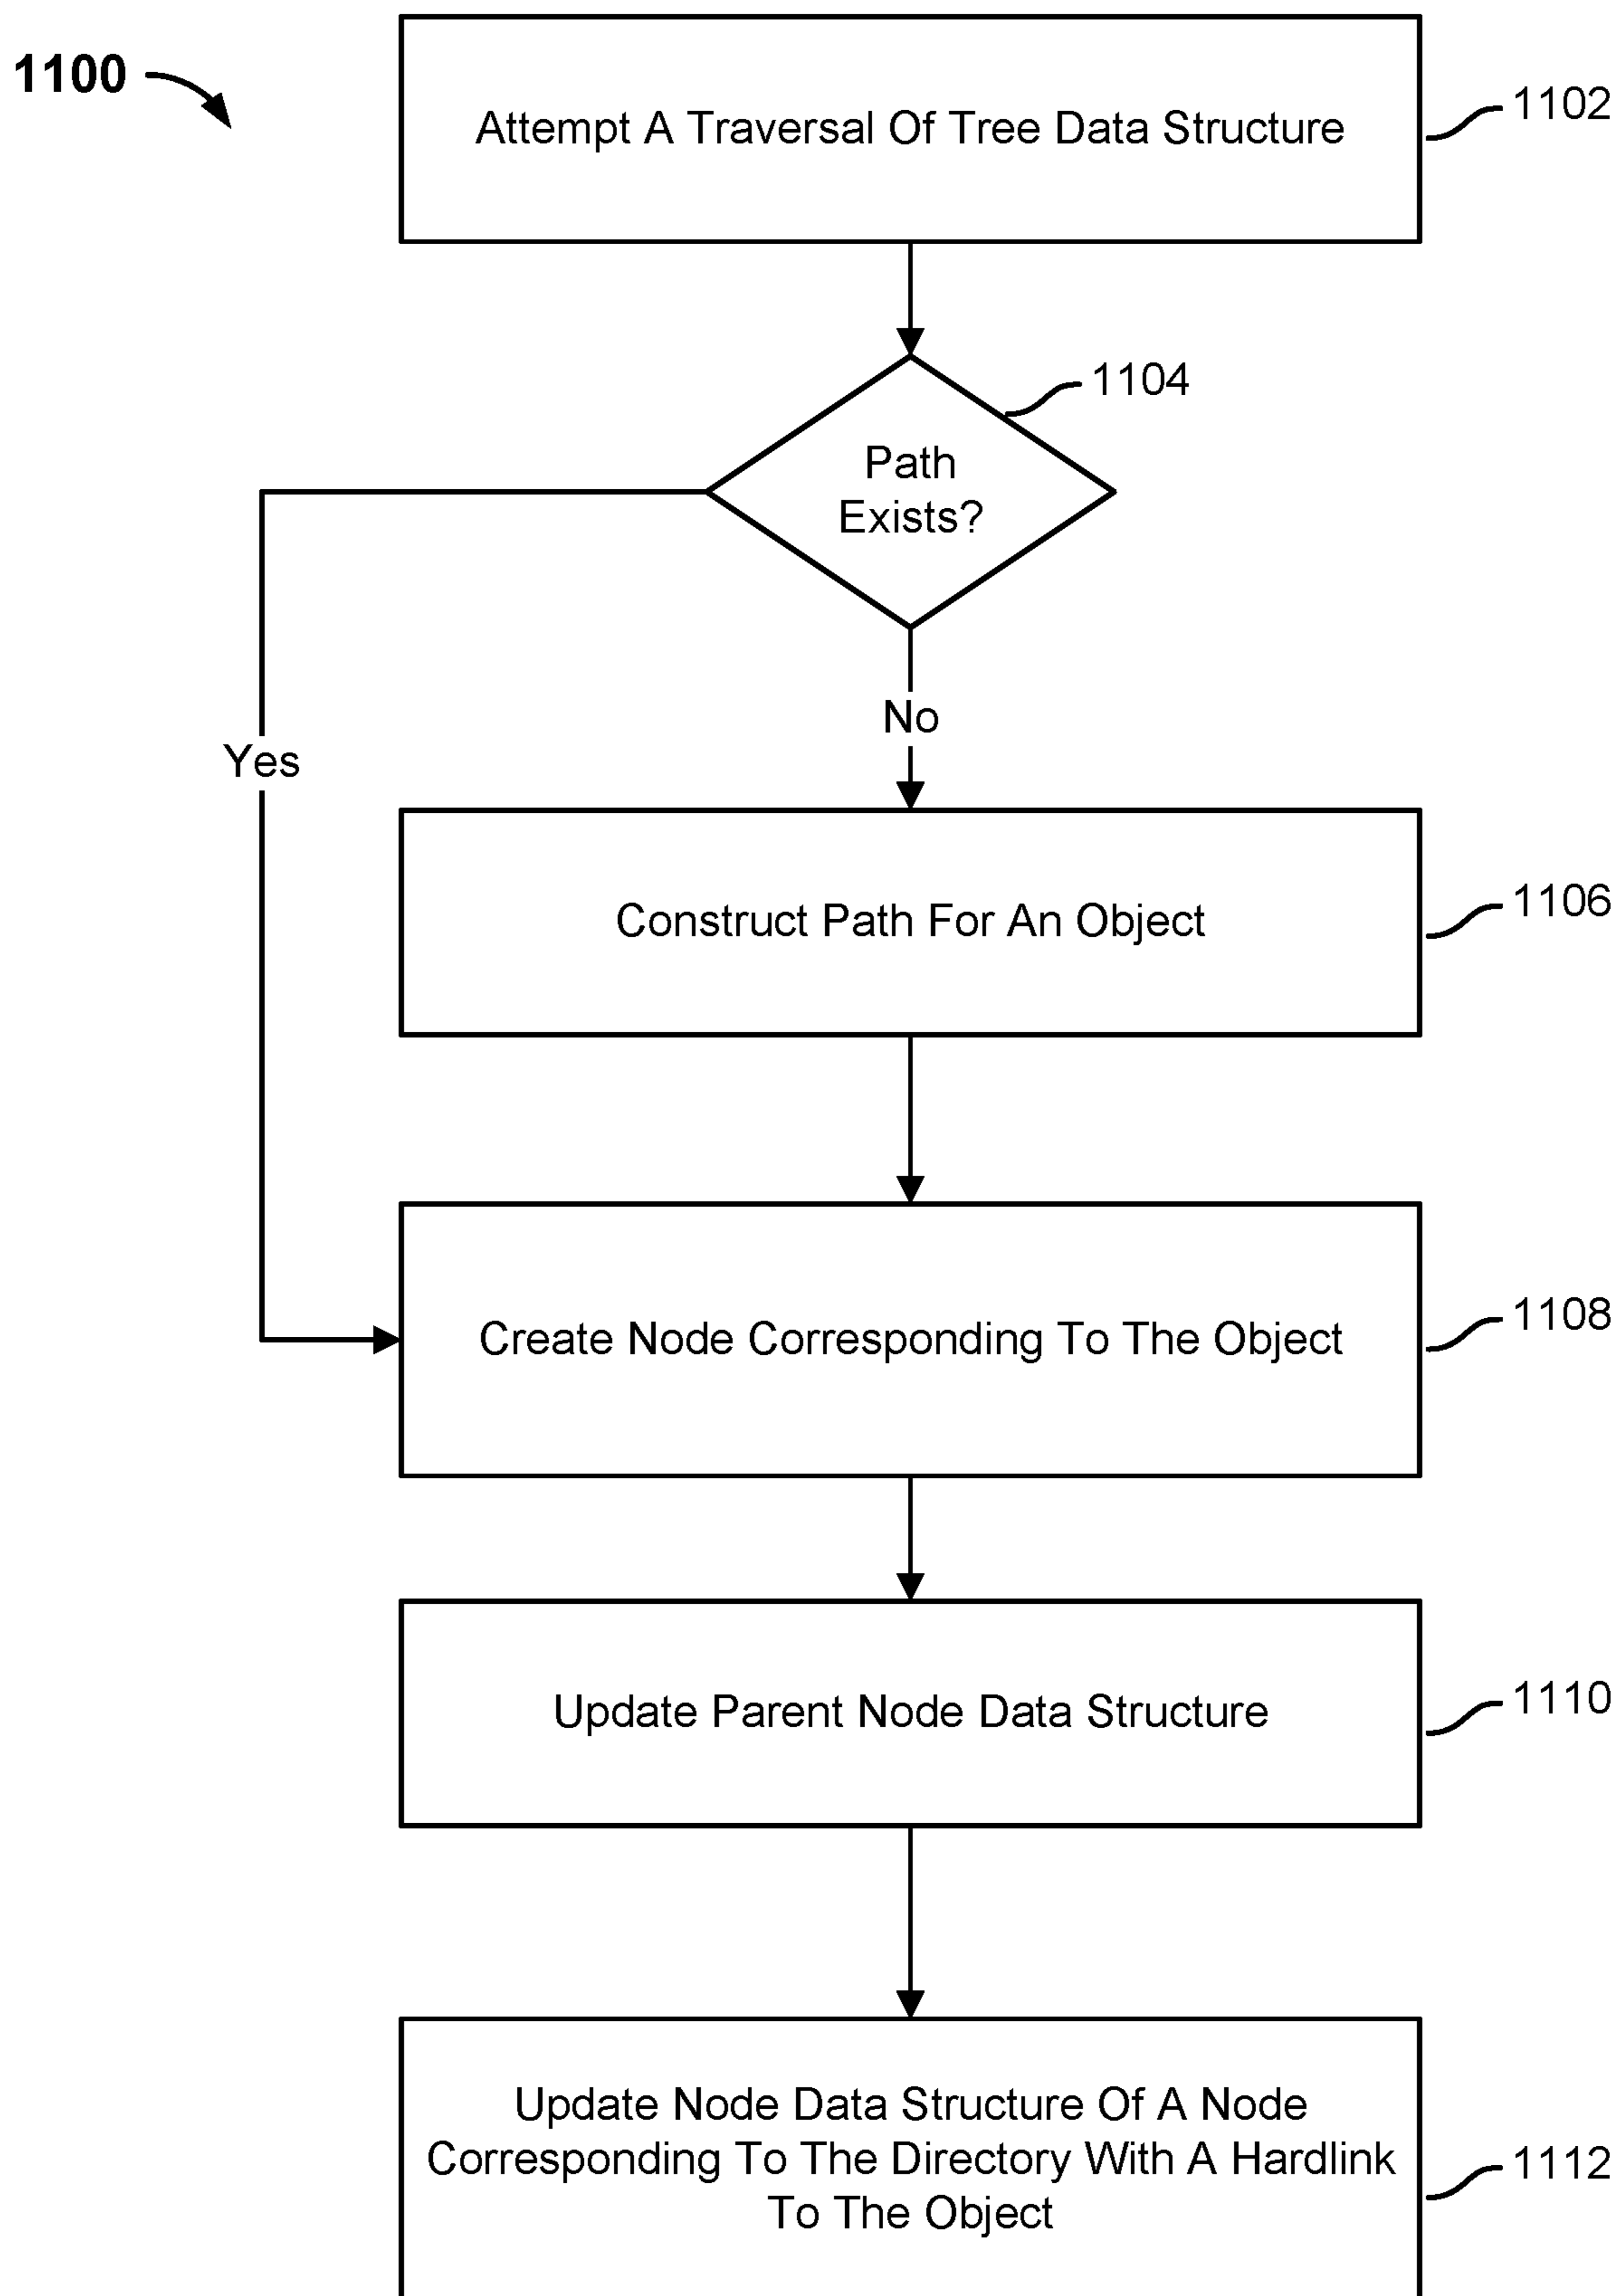 1100
Attempt A Traversal Of Tree Data Structure
1102
1104
Path
Exists?
No
Yes
Construct Path For An Object
1106
Create Node Corresponding To The Object
1108
Update Parent Node Data Structure
1110
Update Node Data Structure Of A Node
Corresponding To The Directory With A Hardlink
To The Object
1112